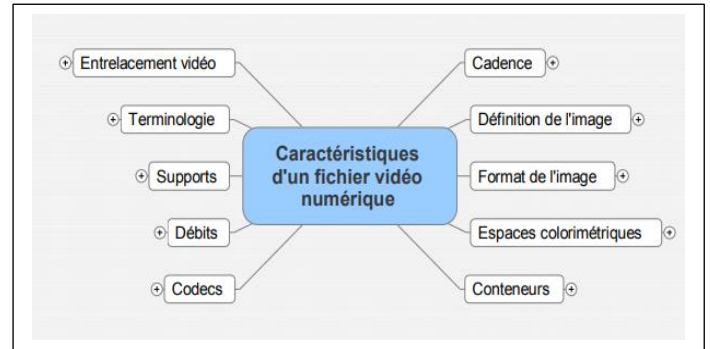 Entrelacement vidéo
Terminologie
Supports
Débits
Codecs
Caractéristiques
d'un fichier vidéo
numérique
Cadence
Définition de l'image
Format de l'image
Espaces colorimétriques
Conteneurs